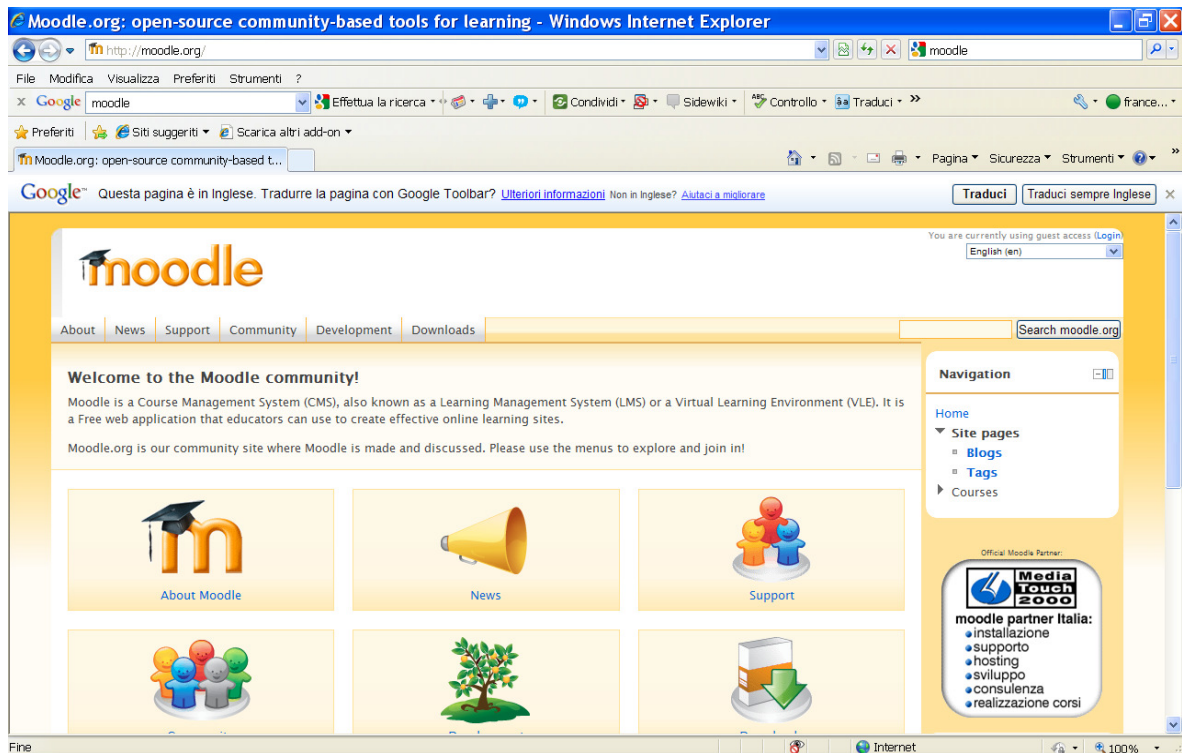 Moodle.org: open-source community-based tools for learning - Windows Internet Explorer
http://moodle.org/ moodle
File Modifica Visualizza Preferiti Strumenti ?
x Google moodle Effettua la ricerca Condividi Sidewiki ABC Controllo Traduci » france...
Preferiti Siti suggeriti Scarica altri add-on
Moodle.org: open-source community-based t... Pagina Sicurezza Strumenti »
Google™ Questa pagina è in Inglese. Tradurre la pagina con Google Toolbar? Ulteriori informazioni Non in Inglese? Aiutaci a migliorare Traduci Traduci sempre Inglese
You are currently using guest access (Login)
English (en)
moodle
About News Support Community Development Downloads Search moodle.org
Welcome to the Moodle community!
Moodle is a Course Management System (CMS), also known as a Learning Management System (LMS) or a Virtual Learning Environment (VLE). It is
a Free web application that educators can use to create effective online learning sites.
Moodle.org is our community site where Moodle is made and discussed. Please use the menus to explore and join in!
About Moodle
News
Support
Navigation
Home
Site pages
Blogs
Tags
Courses
Official Moodle Partner:
Media
Touch
2000
moodle partner Italia:
installazione
supporto
hosting
sviluppo
consulenza
realizzazione corsi
Fine Internet 100%